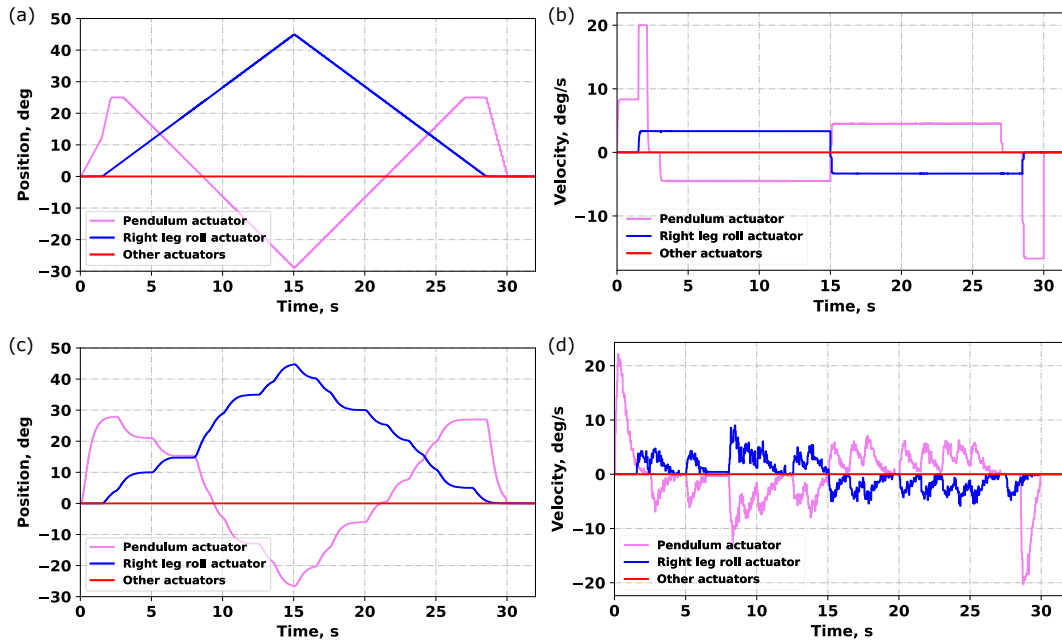 (a)
50
40
30
20
10
0
−10
−20
−30
Position, deg
Pendulum actuator
Right leg roll actuator
Other actuators
0 5 10 15 20 25 30
Time, s
(b)
20
10
0
−10
Velocity, deg/s
Pendulum actuator
Right leg roll actuator
Other actuators
0 5 10 15 20 25 30
Time, s
(c)
50
40
30
20
10
0
−10
−20
−30
Position, deg
Pendulum actuator
Right leg roll actuator
Other actuators
0 5 10 15 20 25 30
Time, s
(d)
20
10
0
−10
−20
Velocity, deg/s
Pendulum actuator
Right leg roll actuator
Other actuators
0 5 10 15 20 25 30
Time, s